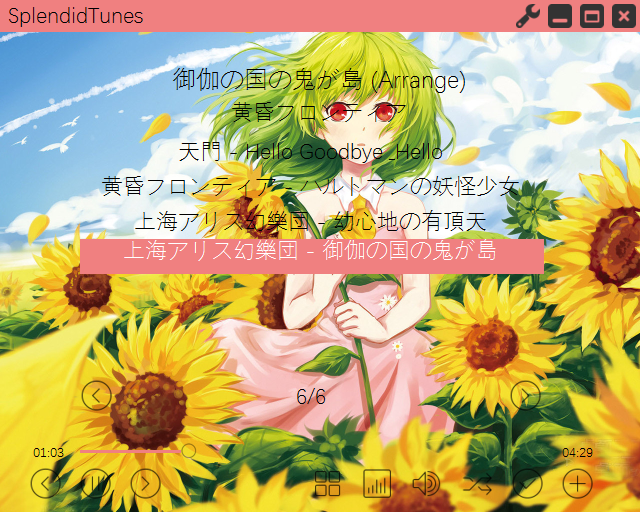 SplendidTunes
御伽の国の鬼が島 (Arrange)
黄昏フロンティア
天門 - Hello Goodbye_Hello
黄昏フロンティア - ハルトマンの妖怪少女
上海アリス幻樂団 - 幼心地の有頂天
上海アリス幻樂団 - 御伽の国の鬼が島
6/6
01:03
04:29